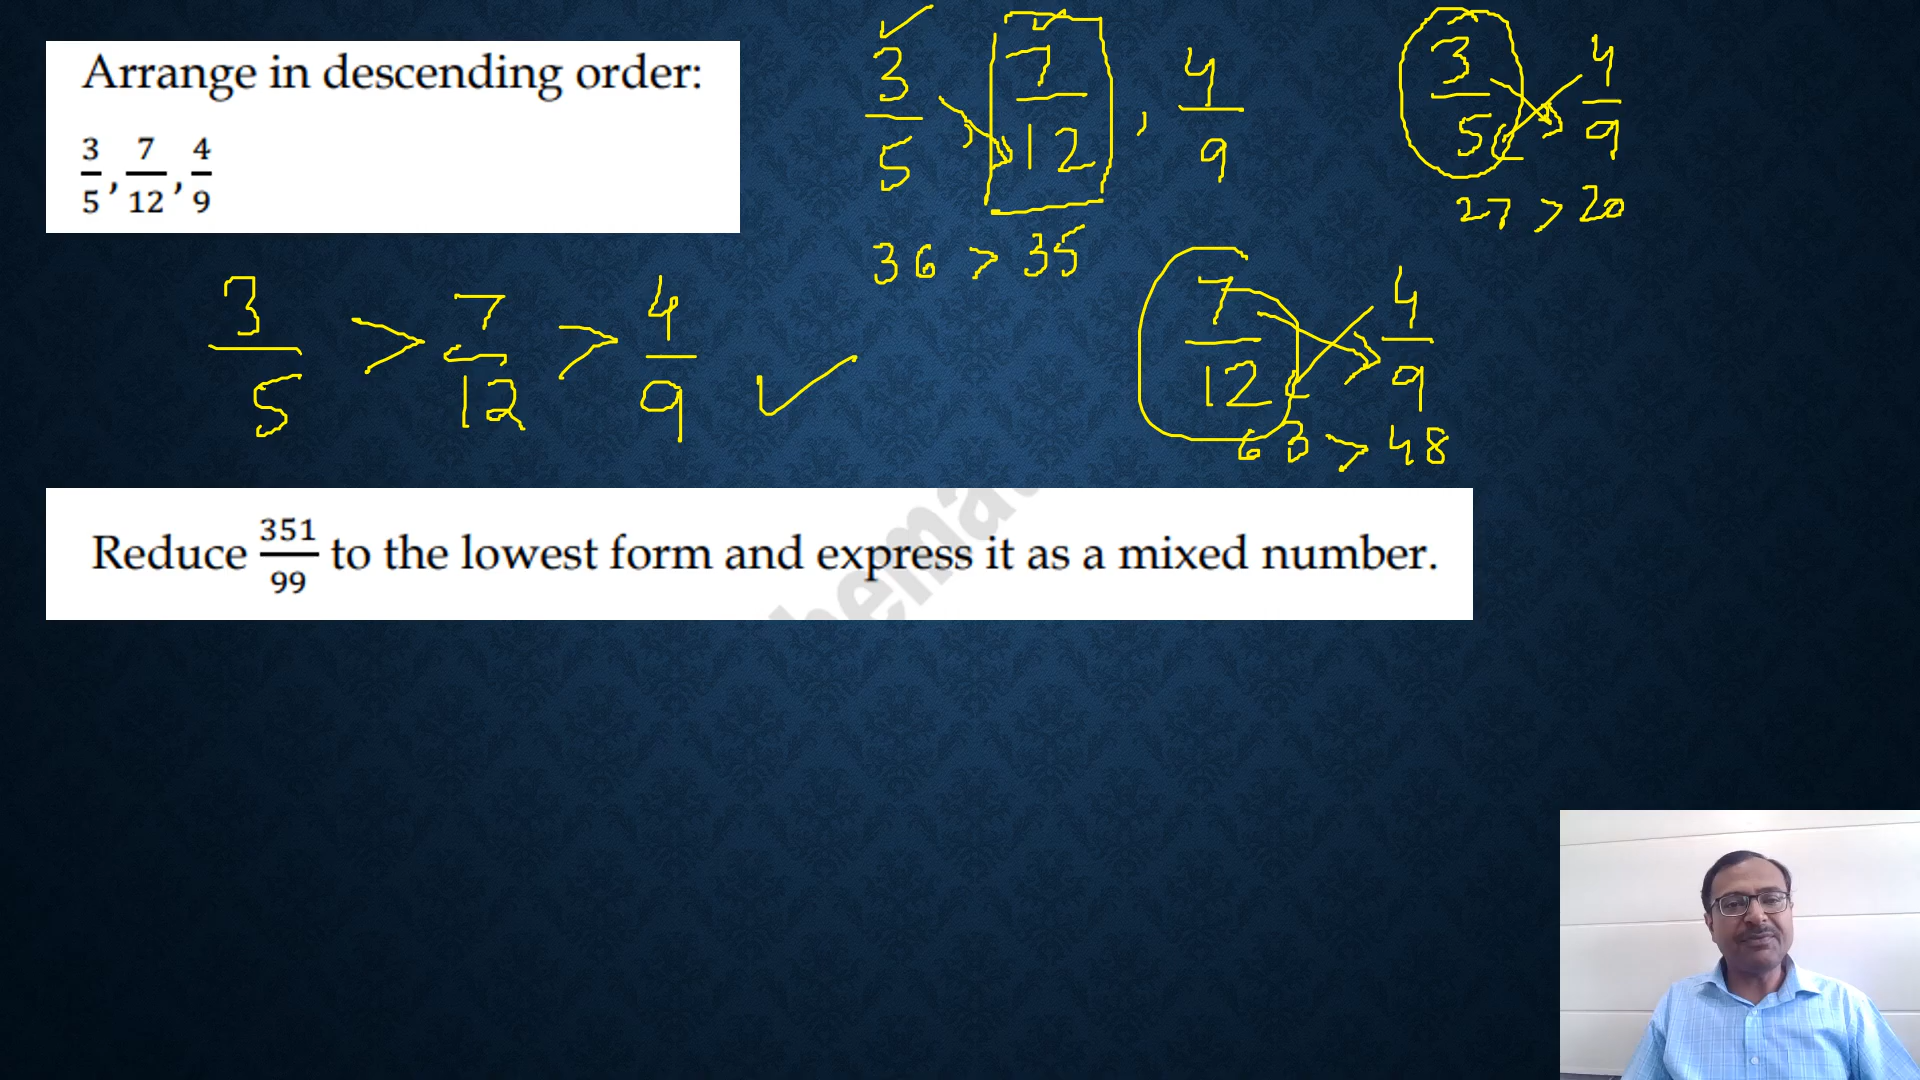 Arrange in descending order:
3/5, 7/12, 4/9
3/5, 7/12, 4/9
36 > 35
3/5 4/9
27 > 20
3/5 > 7/12 > 4/9
7/12 4/9
63 > 48
Reduce 351/99 to the lowest form and express it as a mixed number.
hema